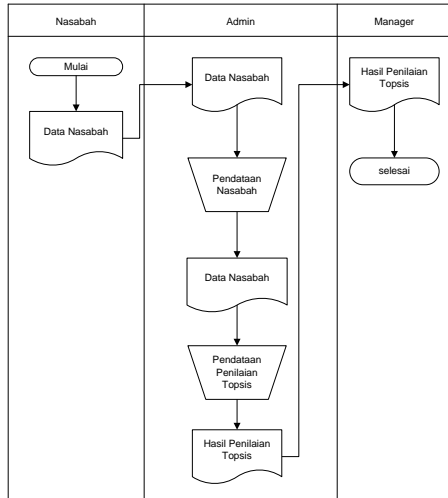 Nasabah
Admin
Manager
Mulai
Data Nasabah
Data Nasabah
Pendataan
Nasabah
Data Nasabah
Pendataan
Penilaian
Topsis
Hasil Penilaian
Topsis
Hasil Penilaian
Topsis
selesai